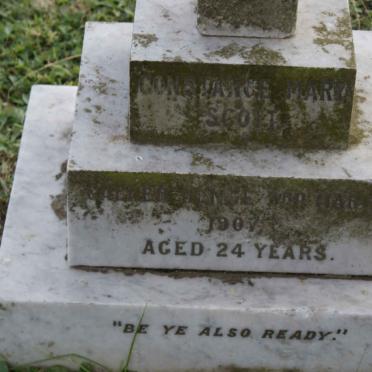 CONSTANCE MARY
SCOTT
1907
AGED 24 YEARS.
"BE YE ALSO READY."